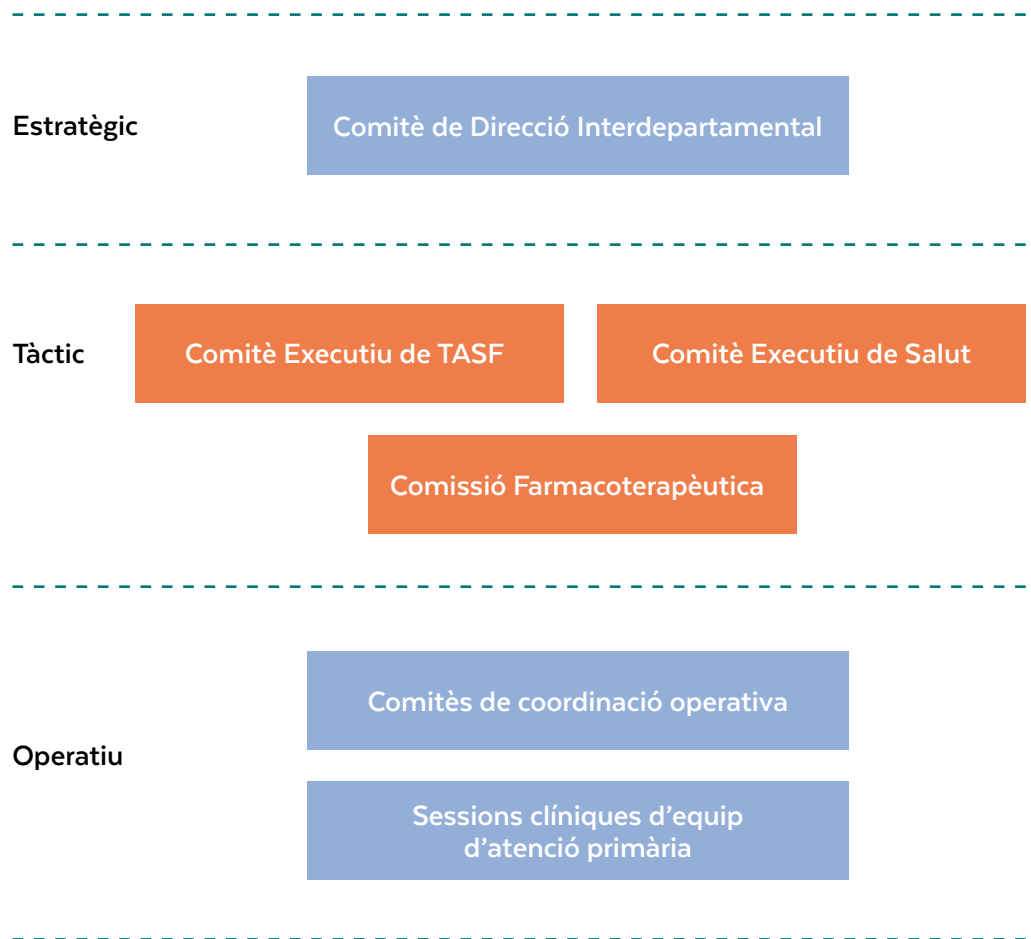 Estratègic
Comitè de Direcció Interdepartamental
Tàctic
Comitè Executiu de TASF
Comitè Executiu de Salut
Comissió Farmacoterapèutica
Operatiu
Comitès de coordinació operativa
Sessions clíniques d’equip
d’atenció primària